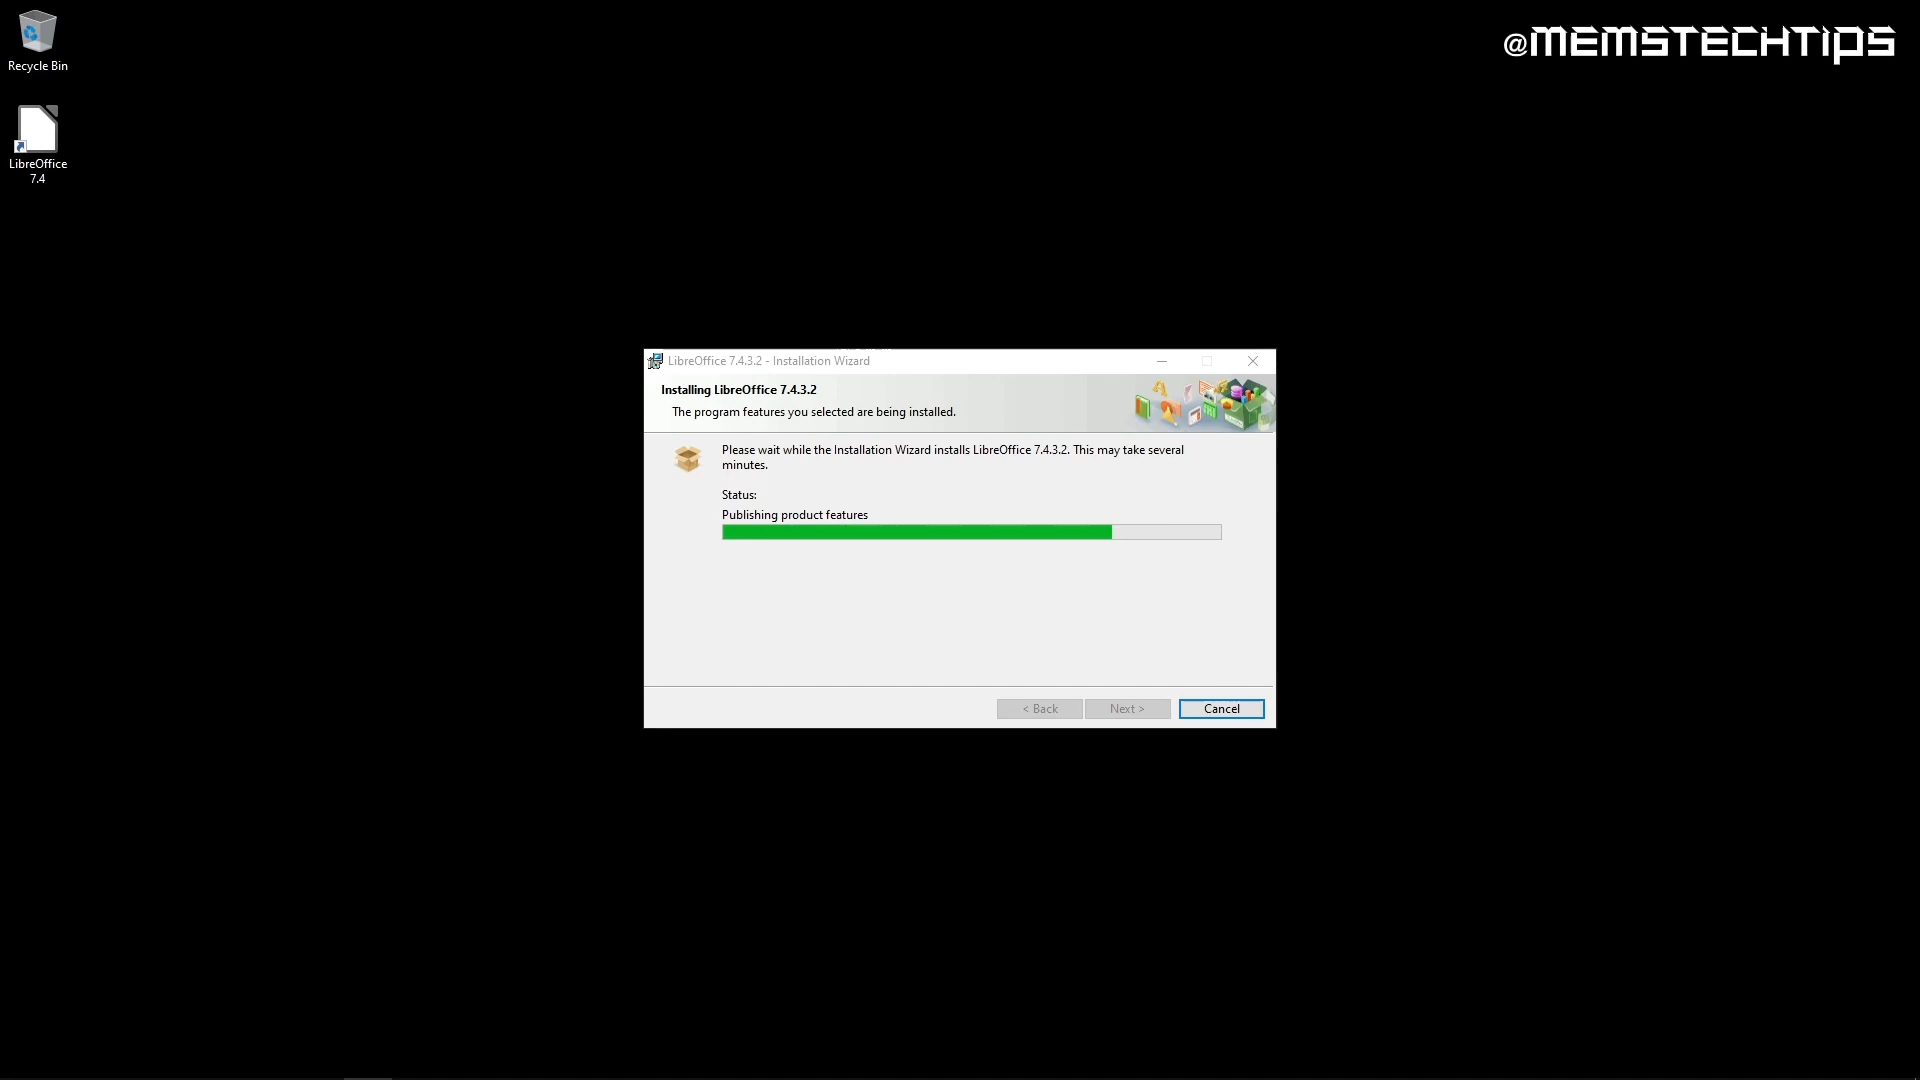 Recycle Bin
LibreOffice
7.4
@MEMSTECHTIPS
LibreOffice 7.4.3.2 - Installation Wizard
Installing LibreOffice 7.4.3.2
The program features you selected are being installed.
Please wait while the Installation Wizard installs LibreOffice 7.4.3.2. This may take several
minutes.
Status:
Publishing product features
< Back
Next >
Cancel